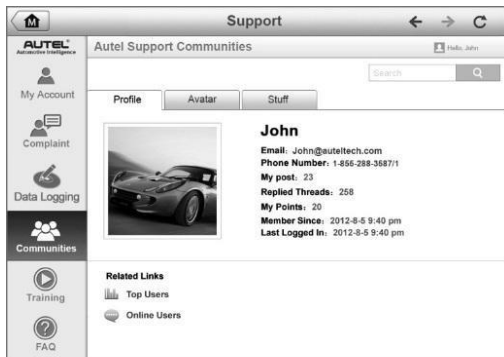 M
Support
AUTEL
Automotive Intelligence
Autel Support Communities
Hello, John
Search
My Account
Profile
Avatar
Stuff
Complaint
Data Logging
Communities
Training
FAQ
John
Email: John@auteltech.com
Phone Number: 1-855-288-3587/1
My post: 23
Replied Threads: 258
My Points: 20
Member Since: 2012-8-5 9:40 pm
Last Logged In: 2012-8-5 9:40 pm
Related Links
Top Users
Online Users